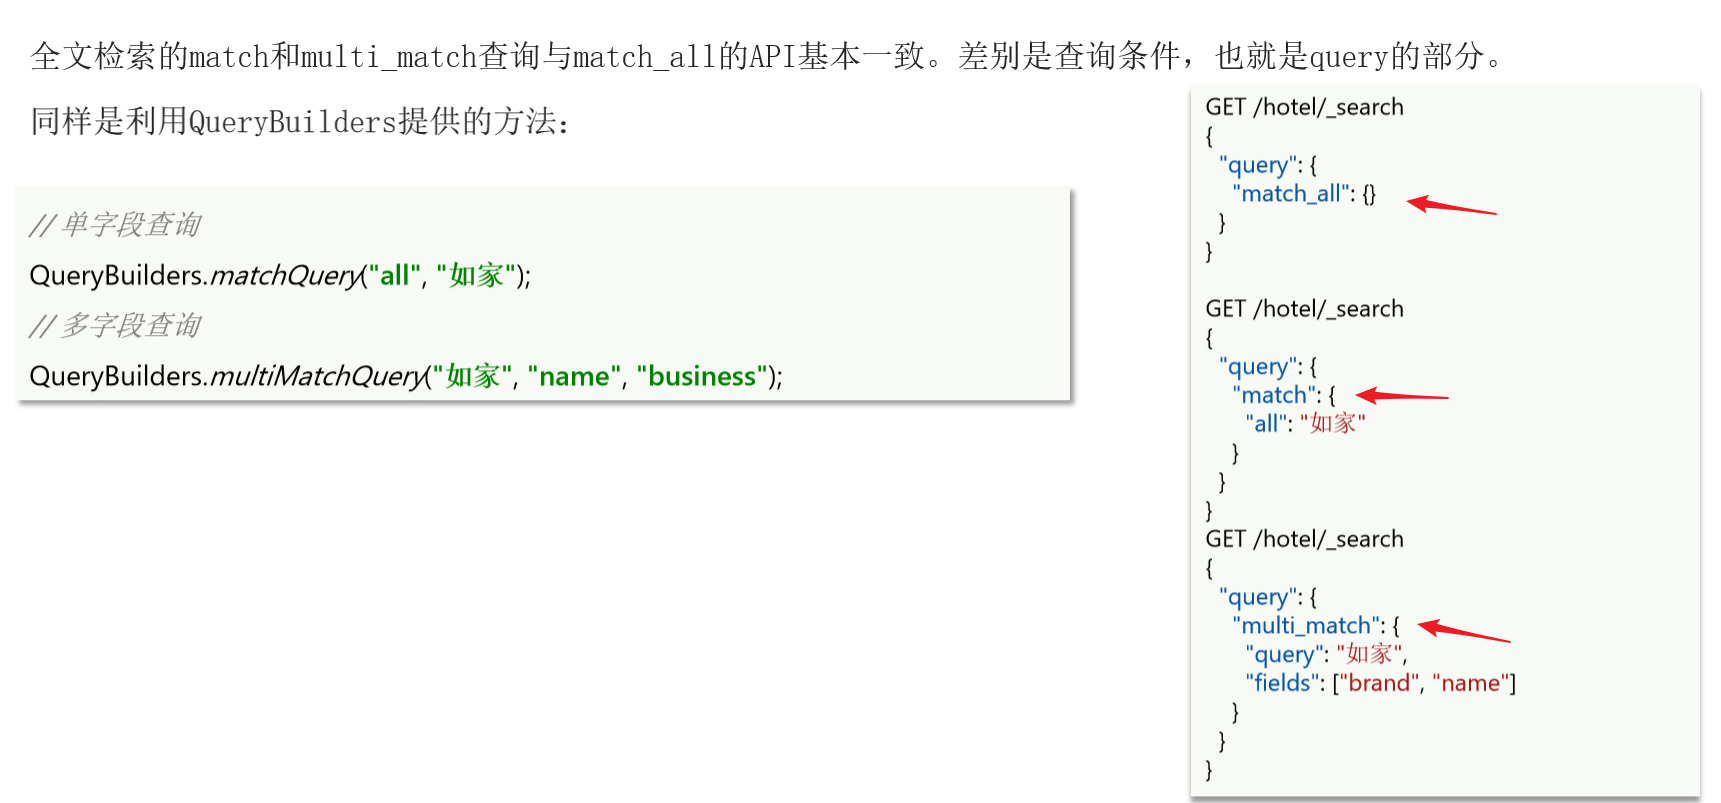 全文检索的match和multi_match查询与match_all的API基本一致。差别是查询条件，也就是query的部分。
同样是利用QueryBuilders提供的方法：
// 单字段查询
QueryBuilders.matchQuery("all", "如家");
// 多字段查询
QueryBuilders.multiMatchQuery("如家", "name", "business");
GET /hotel/_search
{
  "query": {
    "match_all": {}
  }
}
GET /hotel/_search
{
  "query": {
    "match": {
      "all": "如家"
    }
  }
}
GET /hotel/_search
{
  "query": {
    "multi_match": {
      "query": "如家",
      "fields": ["brand", "name"]
    }
  }
}